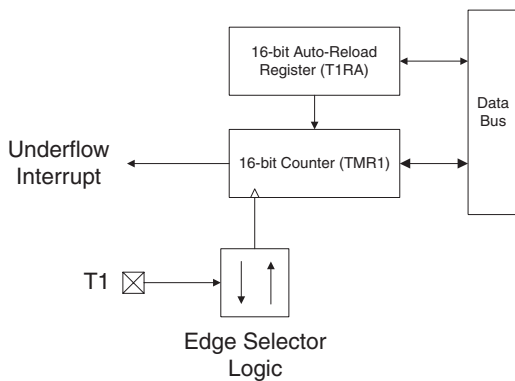 16-bit Auto-Reload
Register (T1RA)
Data
Bus
16-bit Counter (TMR1)
Underflow
Interrupt
T1
Edge Selector
Logic